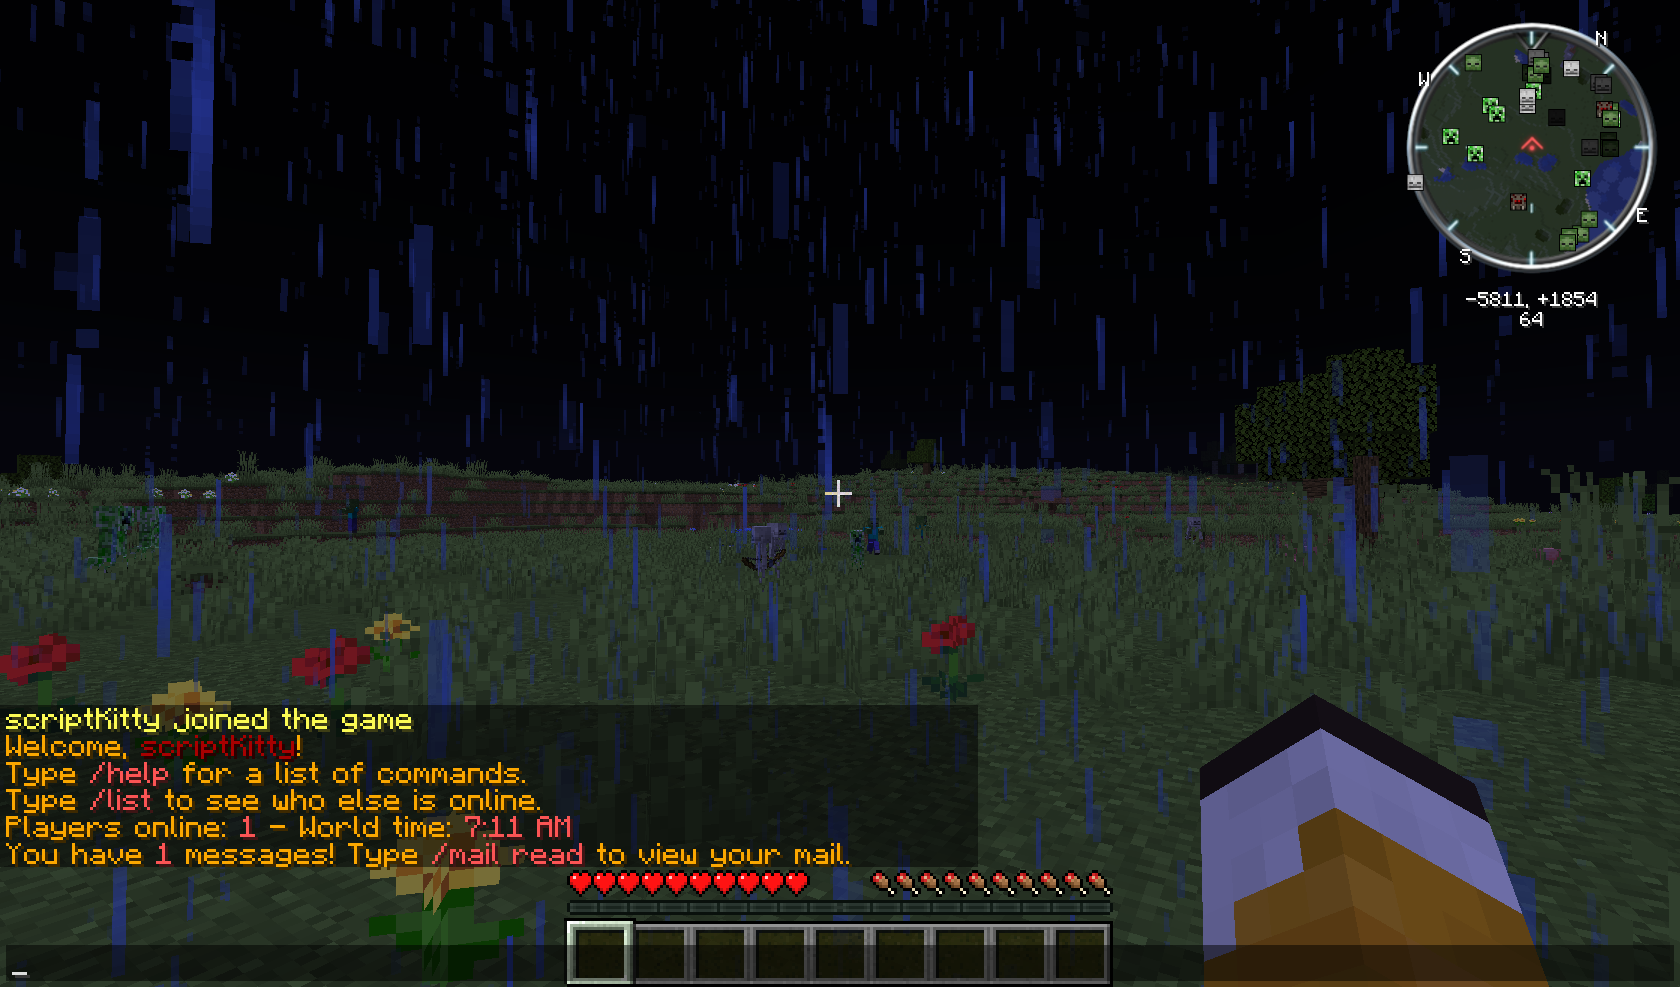 N
W
E
S
-5811, +1854
64
scriptKitty joined the game
Welcome, scriptKitty!
Type /help for a list of commands.
Type /list to see who else is online.
Players online: 1 - World time: 7:11 AM
You have 1 messages! Type /mail read to view your mail.
_